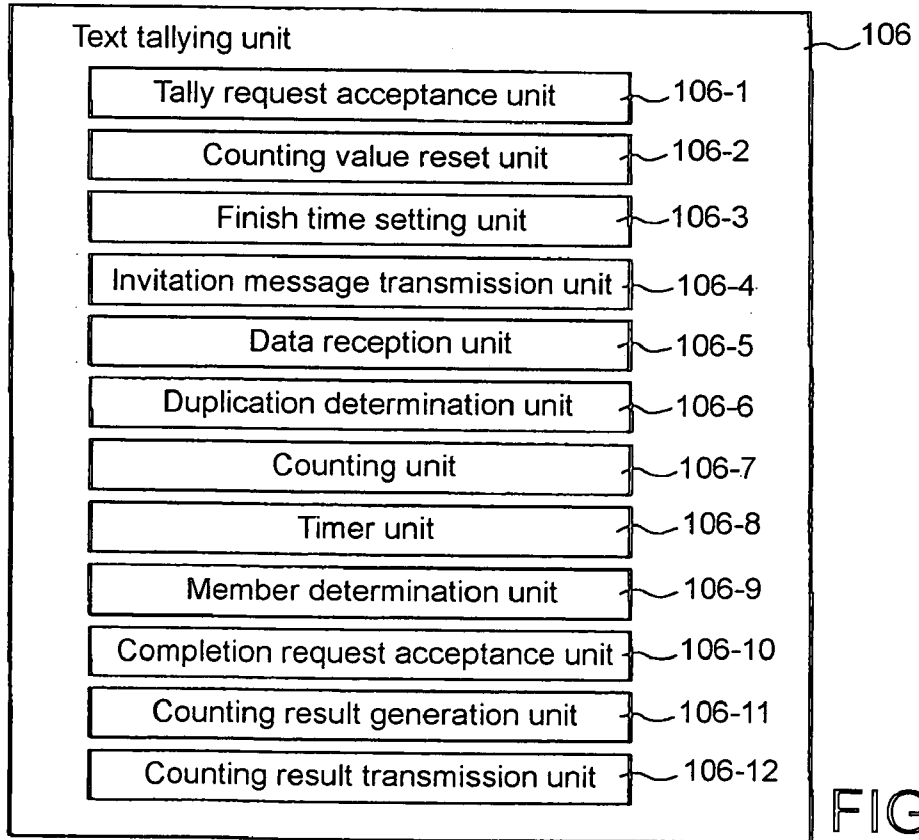 Text tallying unit 106
Tally request acceptance unit 106-1
Counting value reset unit 106-2
Finish time setting unit 106-3
Invitation message transmission unit 106-4
Data reception unit 106-5
Duplication determination unit 106-6
Counting unit 106-7
Timer unit 106-8
Member determination unit 106-9
Completion request acceptance unit 106-10
Counting result generation unit 106-11
Counting result transmission unit 106-12
FIG